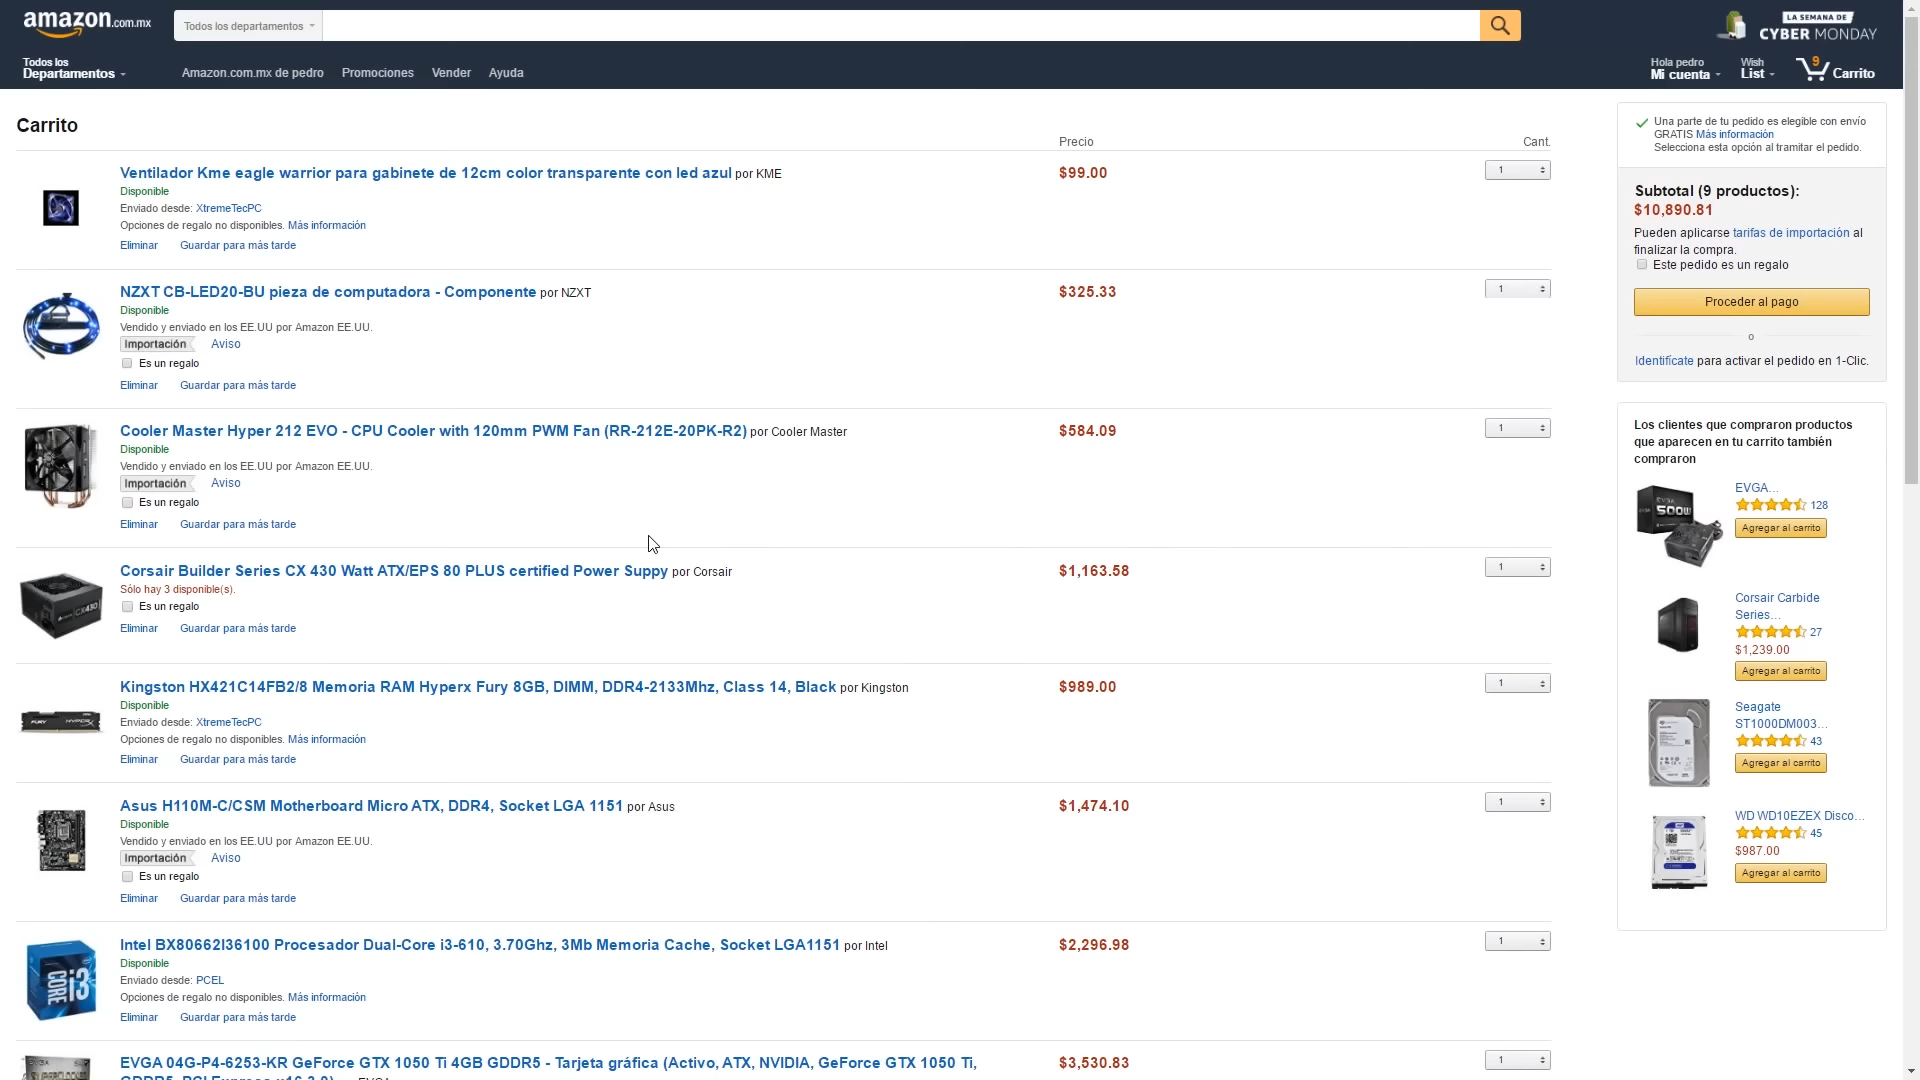 amazon.com.mx
Todos los departamentos
LA SEMANA DE
CYBER MONDAY
Todos los
Departamentos
Amazon.com.mx de pedro
Promociones
Vender
Ayuda
Hola pedro
Mi cuenta
Wish
List
9
Carrito
Carrito
Precio
Cant.
Ventilador Kme eagle warrior para gabinete de 12cm color transparente con led azul por KME
$99.00
1
Disponible
Enviado desde: XtremeTecPC
Opciones de regalo no disponibles. Más información
Eliminar
Guardar para más tarde
NZXT CB-LED20-BU pieza de computadora - Componente por NZXT
$325.33
1
Disponible
Vendido y enviado en los EE.UU por Amazon EE.UU.
Importación
Aviso
Es un regalo
Eliminar
Guardar para más tarde
Cooler Master Hyper 212 EVO - CPU Cooler with 120mm PWM Fan (RR-212E-20PK-R2) por Cooler Master
$584.09
1
Disponible
Vendido y enviado en los EE.UU por Amazon EE.UU.
Importación
Aviso
Es un regalo
Eliminar
Guardar para más tarde
Corsair Builder Series CX 430 Watt ATX/EPS 80 PLUS certified Power Suppy por Corsair
$1,163.58
1
Sólo hay 3 disponible(s).
Es un regalo
Eliminar
Guardar para más tarde
CX430
Kingston HX421C14FB2/8 Memoria RAM Hyperx Fury 8GB, DIMM, DDR4-2133Mhz, Class 14, Black por Kingston
$989.00
1
Disponible
Enviado desde: XtremeTecPC
Opciones de regalo no disponibles. Más información
Eliminar
Guardar para más tarde
FURY HYPERX
Asus H110M-C/CSM Motherboard Micro ATX, DDR4, Socket LGA 1151 por Asus
$1,474.10
1
Disponible
Vendido y enviado en los EE.UU por Amazon EE.UU.
Importación
Aviso
Es un regalo
Eliminar
Guardar para más tarde
Intel BX80662I36100 Procesador Dual-Core i3-610, 3.70Ghz, 3Mb Memoria Cache, Socket LGA1151 por Intel
$2,296.98
1
Disponible
Enviado desde: PCEL
Opciones de regalo no disponibles. Más información
Eliminar
Guardar para más tarde
CORE i3
EVGA 04G-P4-6253-KR GeForce GTX 1050 Ti 4GB GDDR5 - Tarjeta gráfica (Activo, ATX, NVIDIA, GeForce GTX 1050 Ti,
$3,530.83
1
GDDR5, PCI Express x16 3.0) por EVGA
Una parte de tu pedido es elegible con envío
GRATIS Más información
Selecciona esta opción al tramitar el pedido.
Subtotal (9 productos):
$10,890.81
Pueden aplicarse tarifas de importación al
finalizar la compra.
Este pedido es un regalo
Proceder al pago
o
Identifícate para activar el pedido en 1-Clic.
Los clientes que compraron productos
que aparecen en tu carrito también
compraron
EVGA
500W
EVGA...
128
Agregar al carrito
Corsair Carbide
Series...
27
$1,239.00
Agregar al carrito
Seagate
ST1000DM003...
43
Agregar al carrito
WD WD10EZEX Disco...
45
$987.00
Agregar al carrito